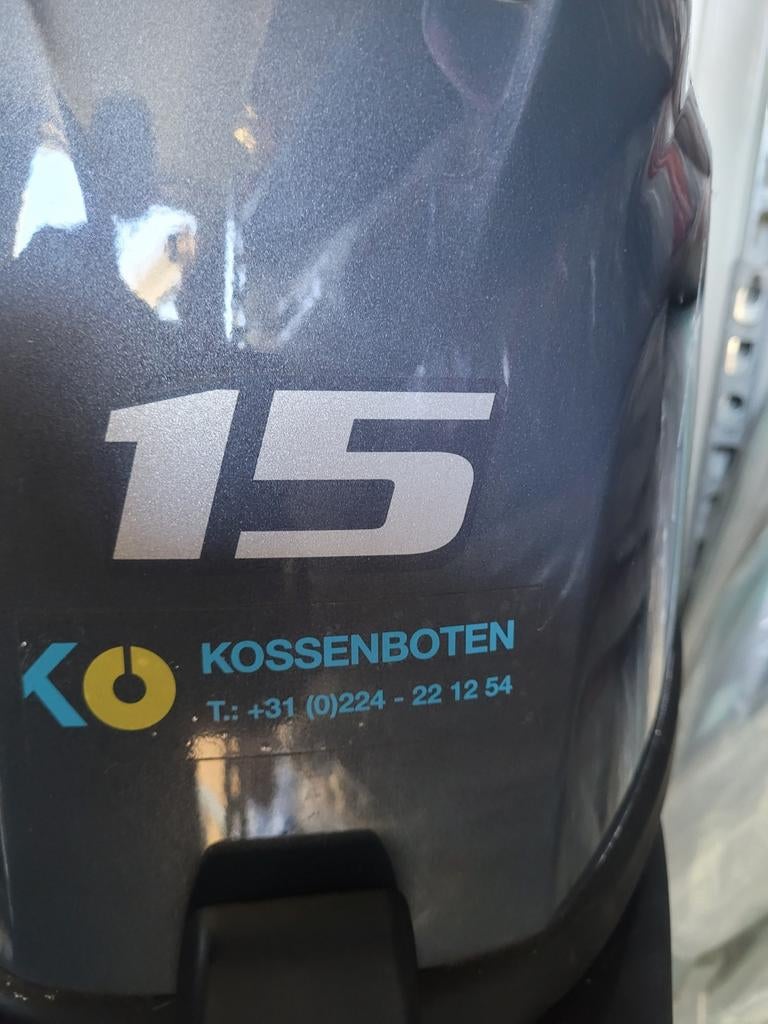 15
KO
KOSSENBOTEN
T.: +31 (0)224 - 22 12 54